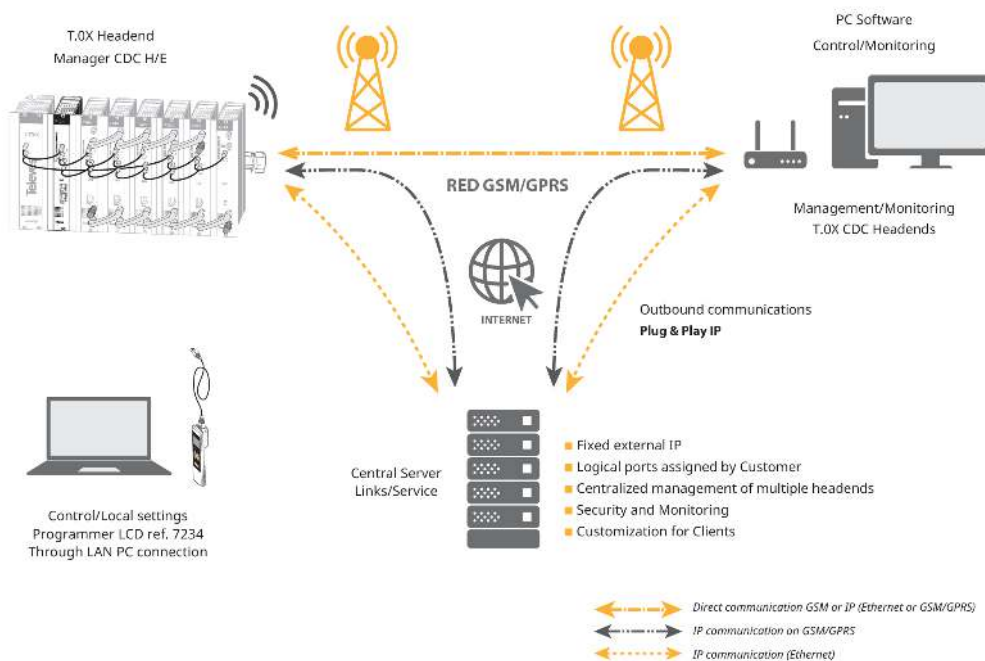 T.0X Headend
Manager CDC H/E
PC Software
Control/Monitoring
RED GSM/GPRS
Management/Monitoring
T.0X CDC Headends
INTERNET
Outbound communications
Plug & Play IP
Control/Local settings
Programmer LCD ref. 7234
Through LAN PC connection
Central Server
Links/Service
Fixed external IP
Logical ports assigned by Customer
Centralized management of multiple headends
Security and Monitoring
Customization for Clients
Direct communication GSM or IP (Ethernet or GSM/GPRS)
IP communication on GSM/GPRS
IP communication (Ethernet)